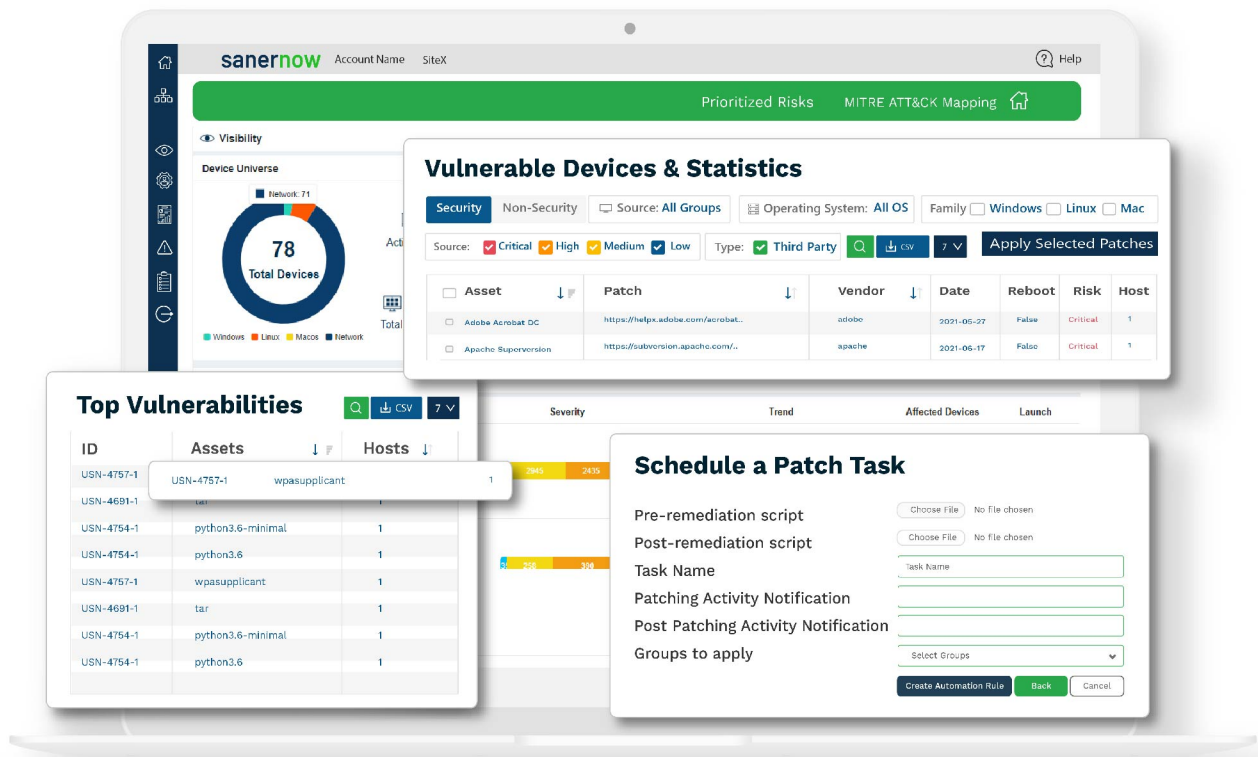 sanernow Account Name SiteX Help
Prioritized Risks MITRE ATT&CK Mapping
Visibility
Device Universe
Network: 71
78
Total Devices
Windows Linux Macos Network
Acti
Total
Vulnerable Devices & Statistics
Security Non-Security Source: All Groups Operating System: All OS Family Windows Linux Mac
Source: Critical High Medium Low Type: Third Party CSV 7 Apply Selected Patches
Asset Patch Vendor Date Reboot Risk Host
Adobe Acrobat DC https://helpx.adobe.com/acrobat.. adobe 2021-05-27 False Critical 1
Apache Superversion https://subversion.apache.com/.. apache 2021-06-17 False Critical 1
Severity Trend Affected Devices Launch
2945 2435
258 398
Top Vulnerabilities CSV 7
ID Assets Hosts
USN-4757-1
USN-4757-1 wpasupplicant 1
USN-4691-1 tar 1
USN-4754-1 python3.6-minimal 1
USN-4754-1 python3.6 1
USN-4757-1 wpasupplicant 1
USN-4691-1 tar 1
USN-4754-1 python3.6-minimal 1
USN-4754-1 python3.6 1
Schedule a Patch Task
Pre-remediation script Choose File No file chosen
Post-remediation script Choose File No file chosen
Task Name Task Name
Patching Activity Notification
Post Patching Activity Notification
Groups to apply Select Groups
Create Automation Rule Back Cancel